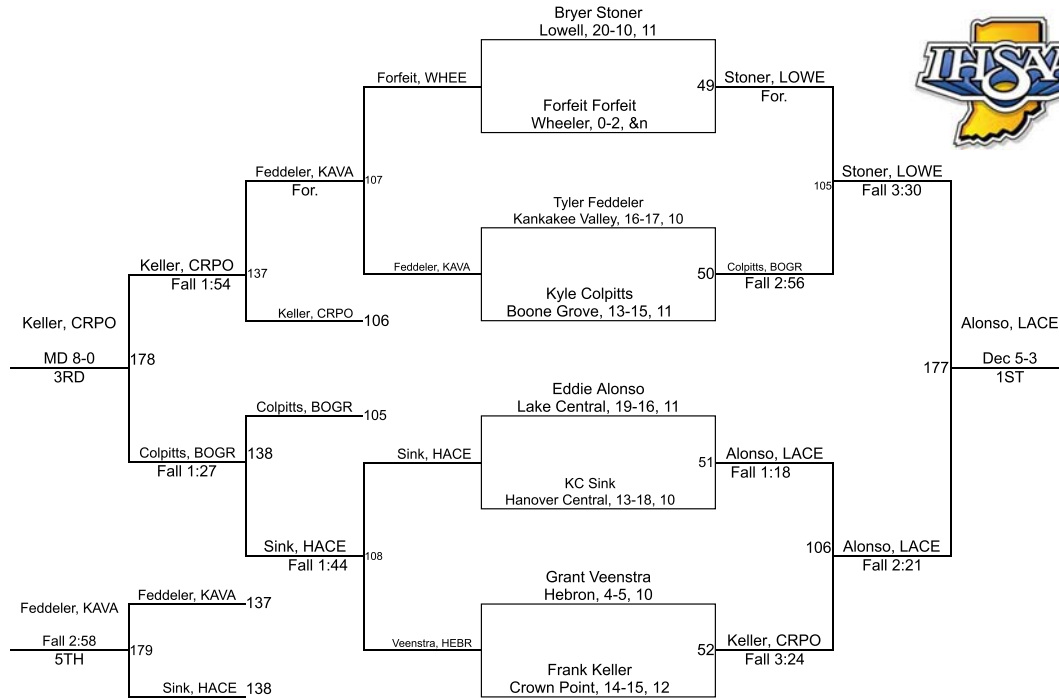 Bryer Stoner
Lowell, 20-10, 11
IHSAA
Forfeit, WHEE
49
Stoner, LOWE
For.
Forfeit Forfeit
Wheeler, 0-2, &n
Feddeler, KAVA
For.
107
105
Stoner, LOWE
Fall 3:30
Tyler Feddeler
Kankakee Valley, 16-17, 10
Feddeler, KAVA
50
Colpitts, BOGR
Fall 2:56
Keller, CRPO
Fall 1:54
137
Kyle Colpitts
Boone Grove, 13-15, 11
Keller, CRPO
106
Keller, CRPO
MD 8-0
3RD
178
Alonso, LACE
177
Dec 5-3
1ST
Eddie Alonso
Lake Central, 19-16, 11
Colpitts, BOGR
105
Colpitts, BOGR
Fall 1:27
138
Sink, HACE
51
Alonso, LACE
Fall 1:18
KC Sink
Hanover Central, 13-18, 10
Sink, HACE
Fall 1:44
108
106
Alonso, LACE
Fall 2:21
Grant Veenstra
Hebron, 4-5, 10
Feddeler, KAVA
137
Feddeler, KAVA
Fall 2:58
5TH
179
Veenstra, HEBR
52
Keller, CRPO
Fall 3:24
Frank Keller
Crown Point, 14-15, 12
Sink, HACE
138